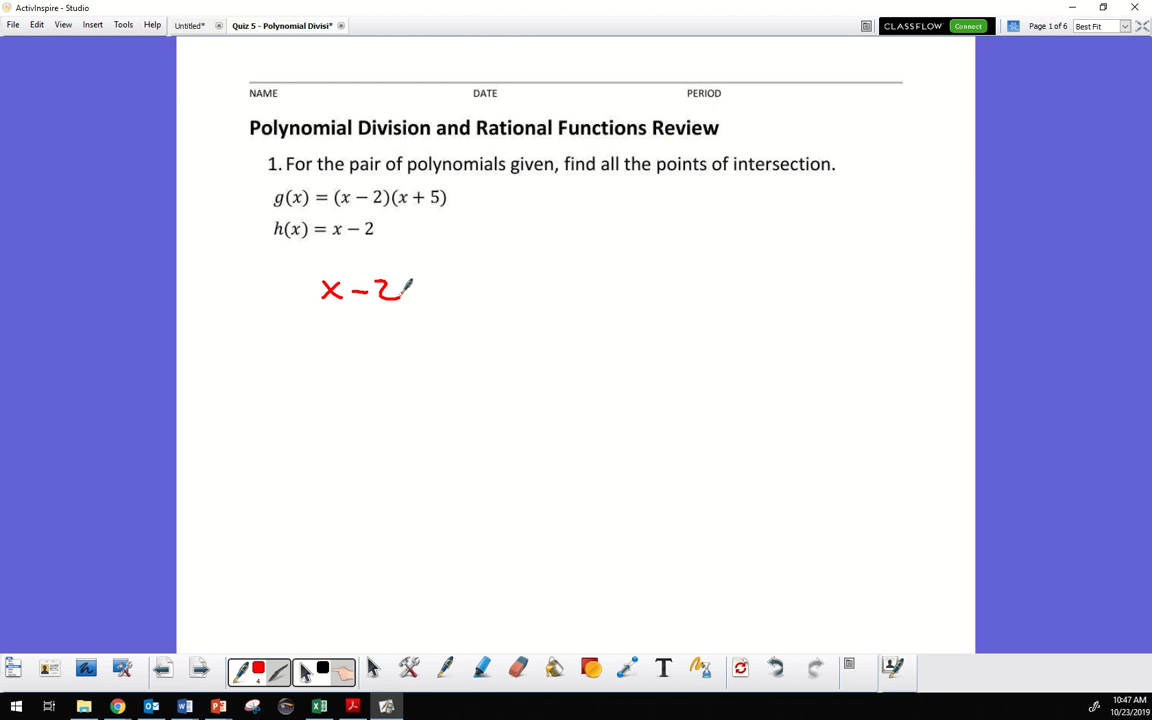 ActivInspire - Studio
File Edit View Insert Tools Help Untitled* Quiz 5 - Polynomial Divisi* CLASSFLOW Connect Page 1 of 6 Best Fit
NAME DATE PERIOD
Polynomial Division and Rational Functions Review
1. For the pair of polynomials given, find all the points of intersection.
g(x) = (x − 2)(x + 5)
h(x) = x − 2
x − 2
4
T
10:47 AM
10/23/2019